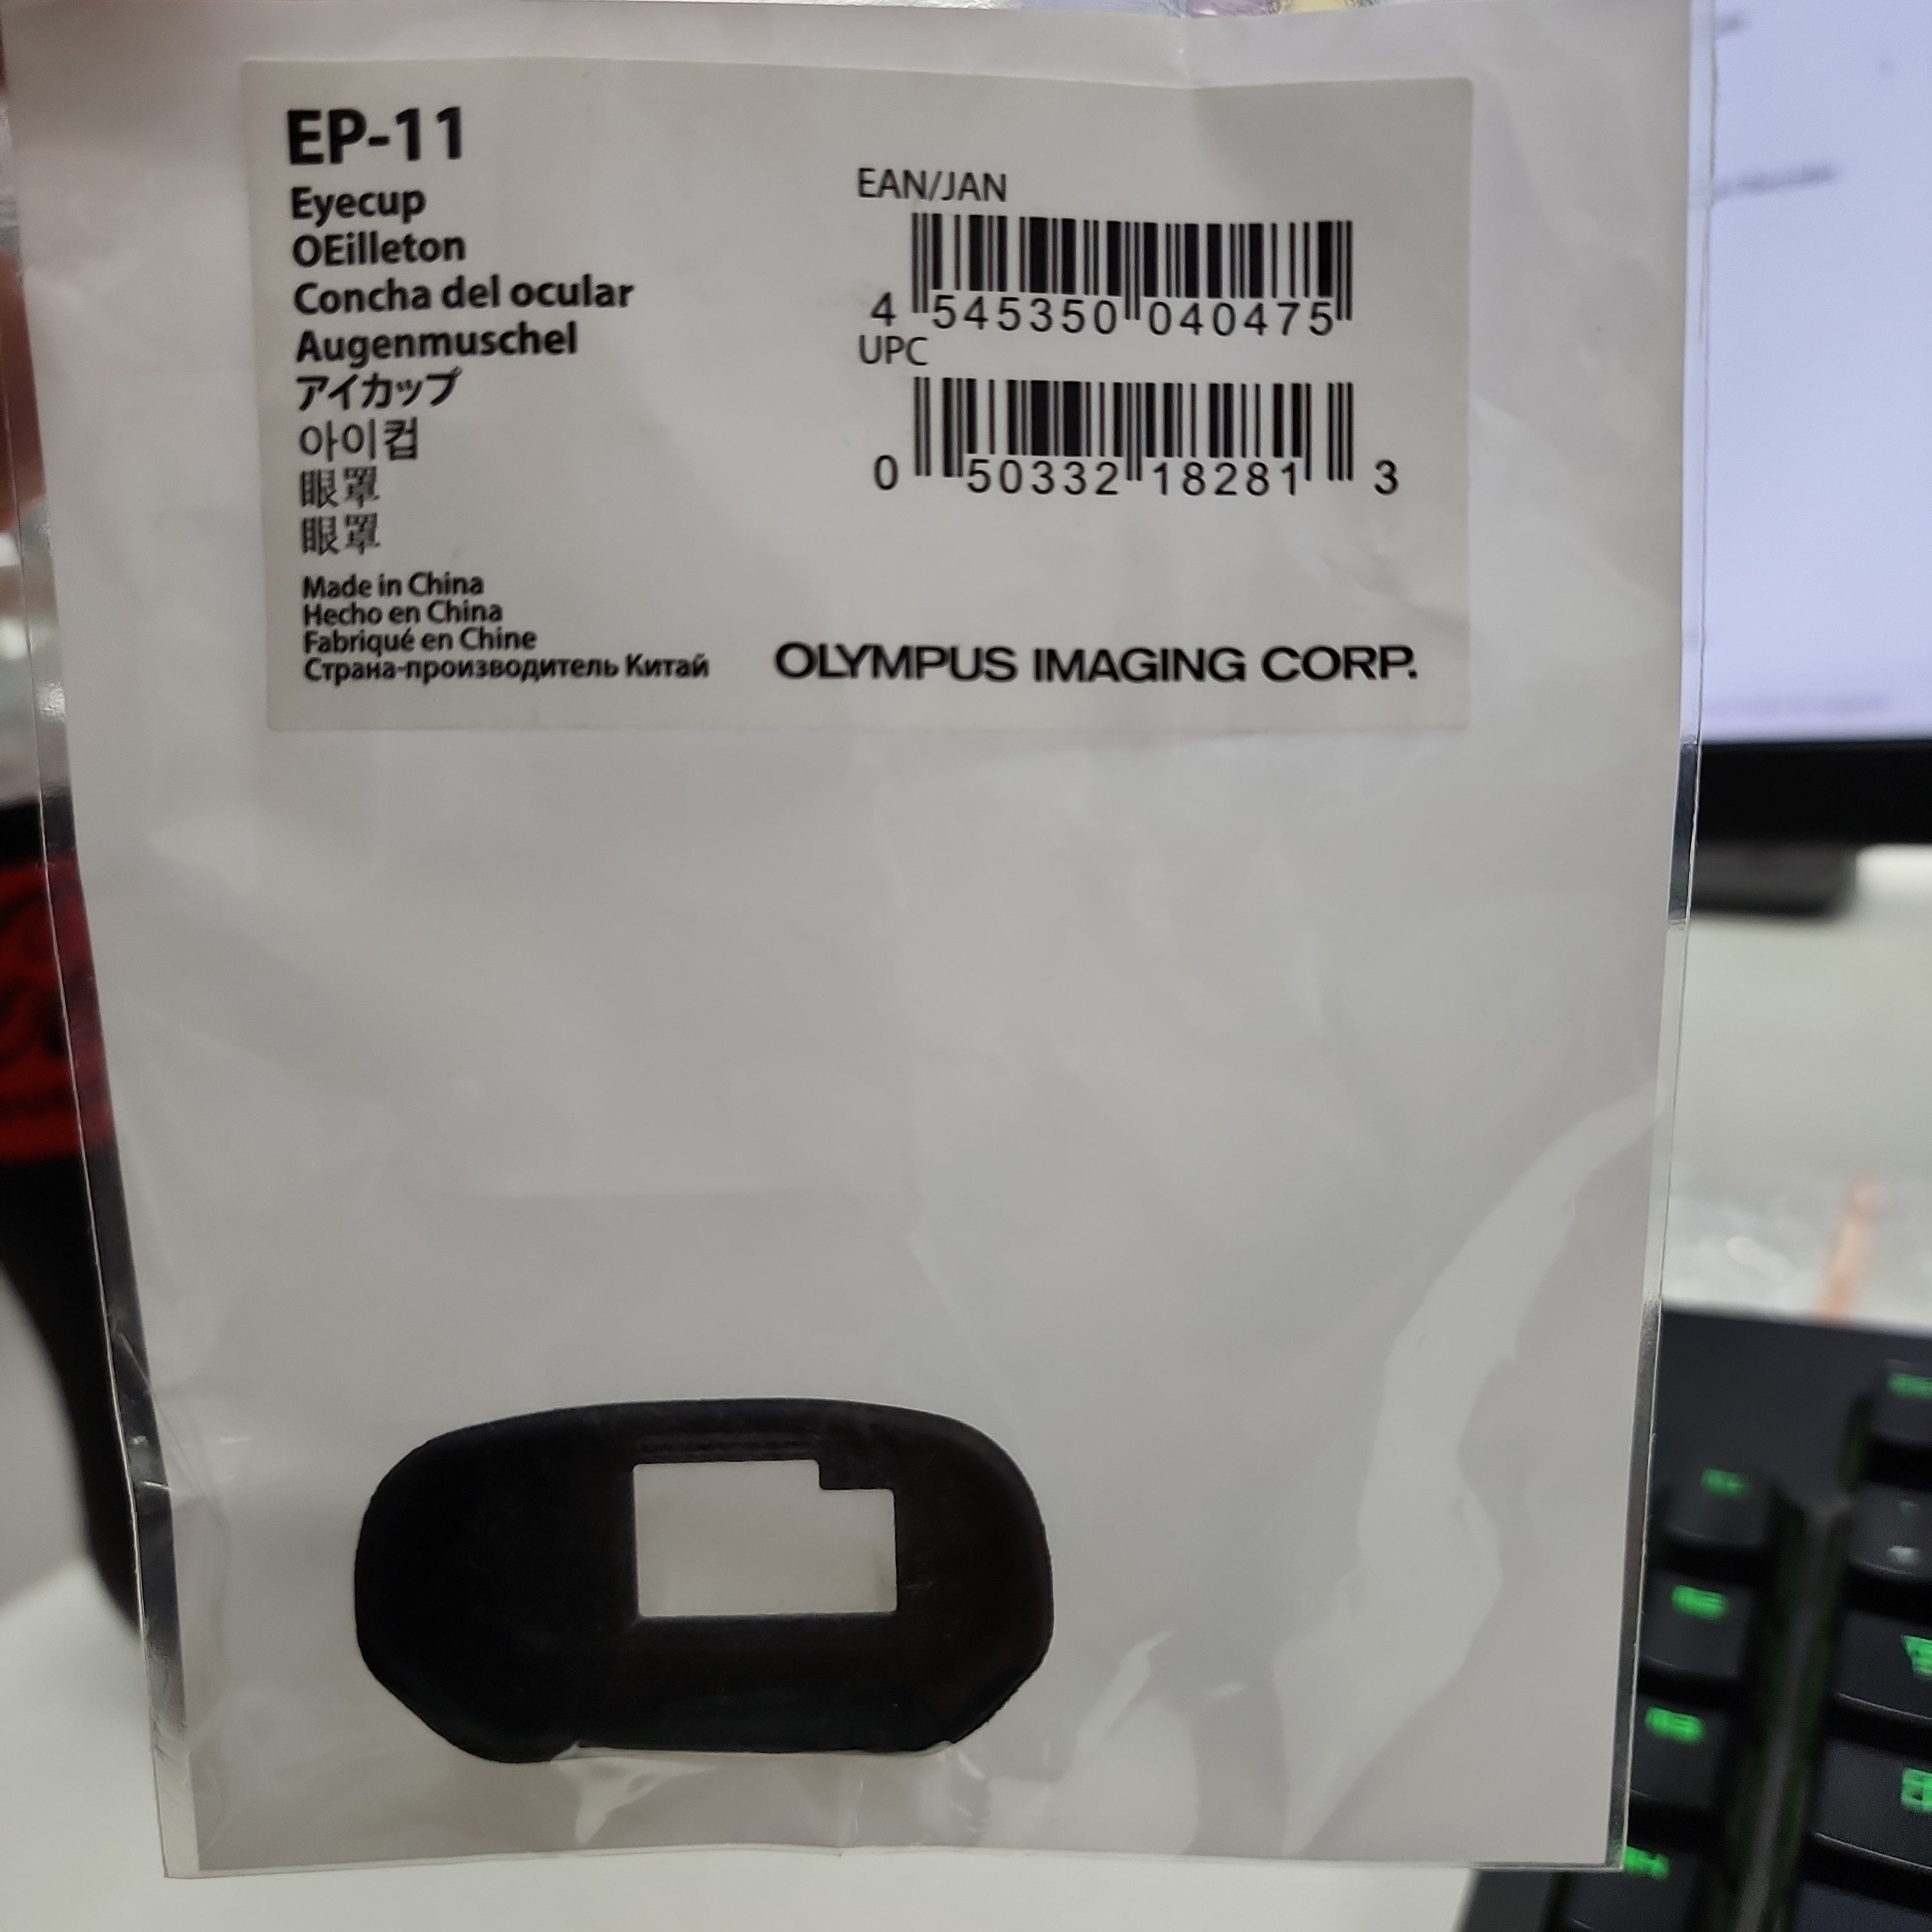 EP-11
Eyecup
OEilleton
Concha del ocular
Augenmuschel
アイカップ
아이컵
眼罩
眼罩
Made in China
Hecho en China
Fabriqué en Chine
Страна-производитель Китай
EAN/JAN
4 545350 040475
UPC
0 50332 18281 3
OLYMPUS IMAGING CORP.